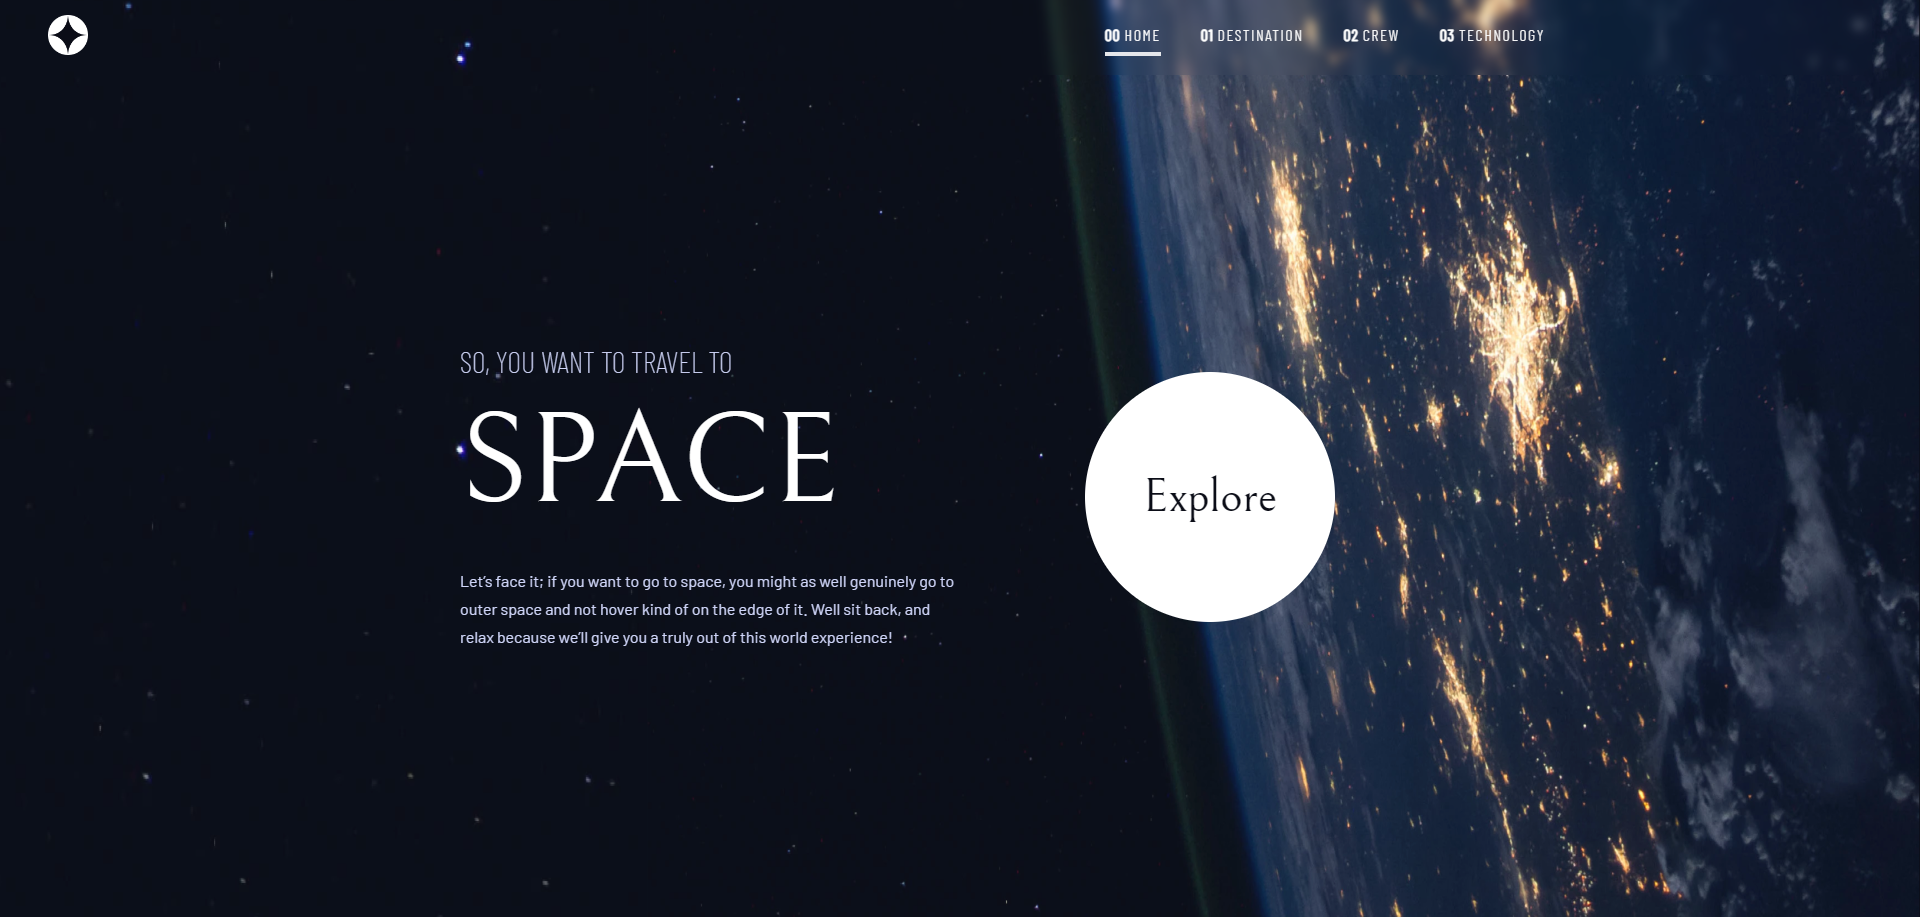 00 HOME 01 DESTINATION 02 CREW 03 TECHNOLOGY
SO, YOU WANT TO TRAVEL TO
SPACE
Let’s face it; if you want to go to space, you might as well genuinely go to
outer space and not hover kind of on the edge of it. Well sit back, and
relax because we’ll give you a truly out of this world experience!
Explore